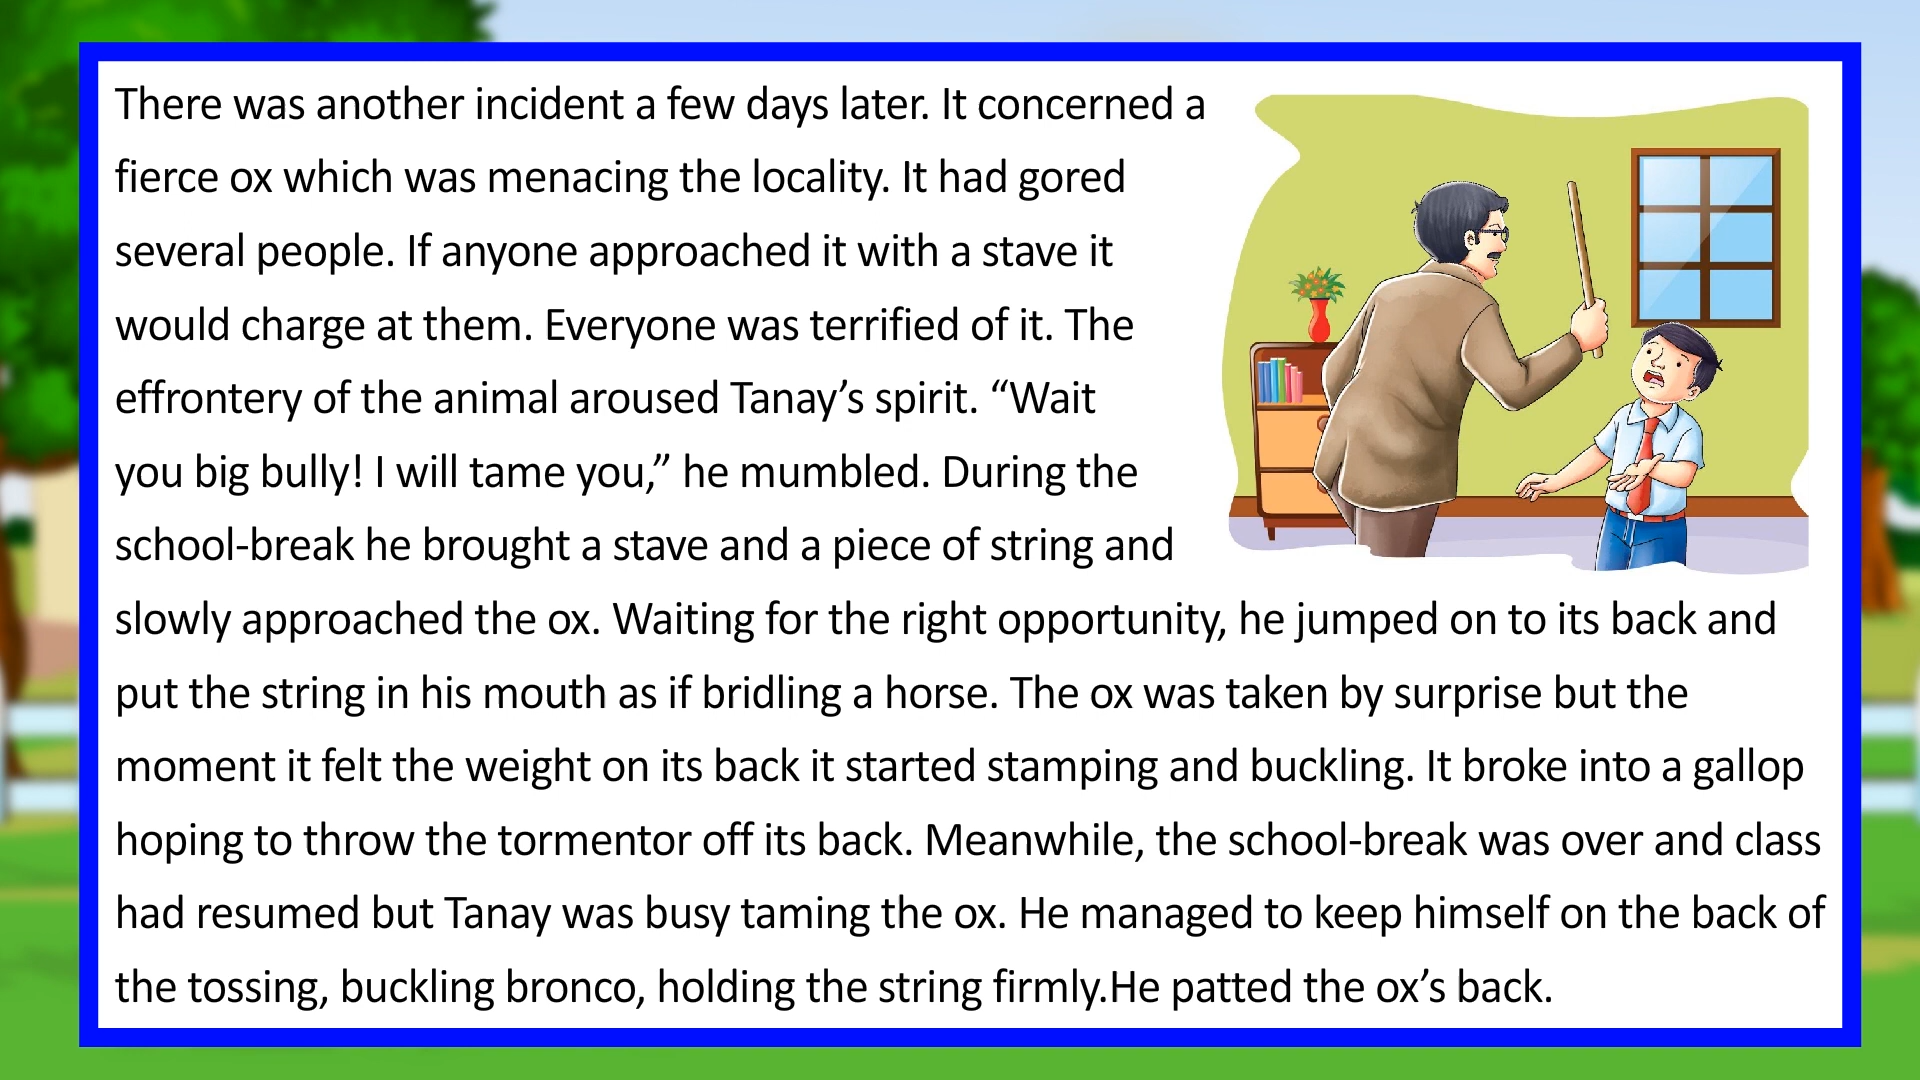 There was another incident a few days later. It concerned a
fierce ox which was menacing the locality. It had gored
several people. If anyone approached it with a stave it
would charge at them. Everyone was terrified of it. The
effrontery of the animal aroused Tanay’s spirit. “Wait
you big bully! I will tame you,” he mumbled. During the
school-break he brought a stave and a piece of string and
slowly approached the ox. Waiting for the right opportunity, he jumped on to its back and
put the string in his mouth as if bridling a horse. The ox was taken by surprise but the
moment it felt the weight on its back it started stamping and buckling. It broke into a gallop
hoping to throw the tormentor off its back. Meanwhile, the school-break was over and class
had resumed but Tanay was busy taming the ox. He managed to keep himself on the back of
the tossing, buckling bronco, holding the string firmly.He patted the ox’s back.